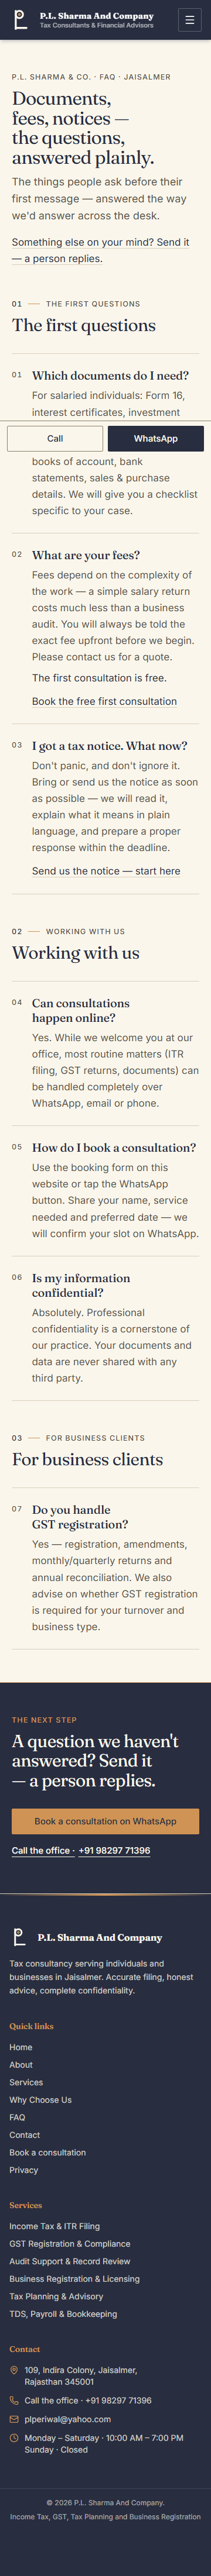 P.L. Sharma And Company
Tax Consultants & Financial Advisors
P.L. SHARMA & CO. · FAQ · JAISALMER
Documents,
fees, notices —
the questions,
answered plainly.
The things people ask before their
first message — answered the way
we'd answer across the desk.
Something else on your mind? Send it
— a person replies.
01 — THE FIRST QUESTIONS
The first questions
01 Which documents do I need?
For salaried individuals: Form 16,
interest certificates, investment
Call
WhatsApp
books of account, bank
statements, sales & purchase
details. We will give you a checklist
specific to your case.
02 What are your fees?
Fees depend on the complexity of
the work — a simple salary return
costs much less than a business
audit. You will always be told the
exact fee upfront before we begin.
Please contact us for a quote.
The first consultation is free.
Book the free first consultation
03 I got a tax notice. What now?
Don't panic, and don't ignore it.
Bring or send us the notice as soon
as possible — we will read it,
explain what it means in plain
language, and prepare a proper
response within the deadline.
Send us the notice — start here
02 — WORKING WITH US
Working with us
04 Can consultations
happen online?
Yes. While we welcome you at our
office, most routine matters (ITR
filing, GST returns, documents) can
be handled completely over
WhatsApp, email or phone.
05 How do I book a consultation?
Use the booking form on this
website or tap the WhatsApp
button. Share your name, service
needed and preferred date — we
will confirm your slot on WhatsApp.
06 Is my information
confidential?
Absolutely. Professional
confidentiality is a cornerstone of
our practice. Your documents and
data are never shared with any
third party.
03 — FOR BUSINESS CLIENTS
For business clients
07 Do you handle
GST registration?
Yes — registration, amendments,
monthly/quarterly returns and
annual reconciliation. We also
advise on whether GST registration
is required for your turnover and
business type.
THE NEXT STEP
A question we haven't
answered? Send it
— a person replies.
Book a consultation on WhatsApp
Call the office · +91 98297 71396
P.L. Sharma And Company
Tax consultancy serving individuals and
businesses in Jaisalmer. Accurate filing, honest
advice, complete confidentiality.
Quick links
Home
About
Services
Why Choose Us
FAQ
Contact
Book a consultation
Privacy
Services
Income Tax & ITR Filing
GST Registration & Compliance
Audit Support & Record Review
Business Registration & Licensing
Tax Planning & Advisory
TDS, Payroll & Bookkeeping
Contact
109, Indira Colony, Jaisalmer,
Rajasthan 345001
Call the office · +91 98297 71396
plperiwal@yahoo.com
Monday – Saturday · 10:00 AM – 7:00 PM
Sunday · Closed
© 2026 P.L. Sharma And Company.
Income Tax, GST, Tax Planning and Business Registration